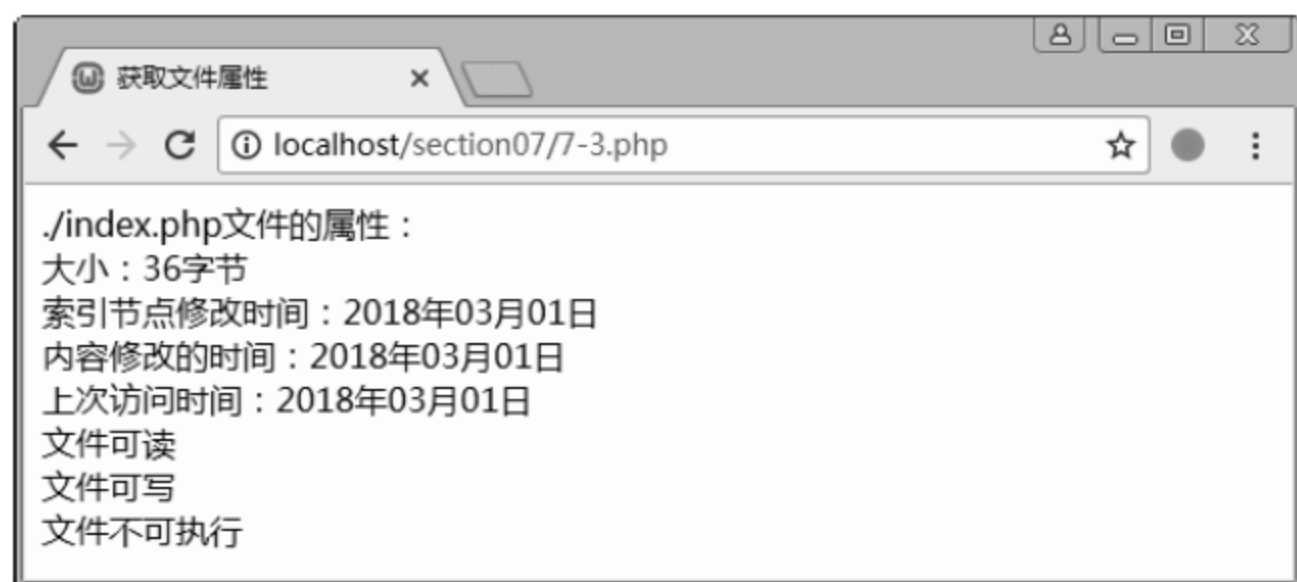 获取文件属性
localhost/section07/7-3.php
./index.php文件的属性：
大小：36字节
索引节点修改时间：2018年03月01日
内容修改的时间：2018年03月01日
上次访问时间：2018年03月01日
文件可读
文件可写
文件不可执行